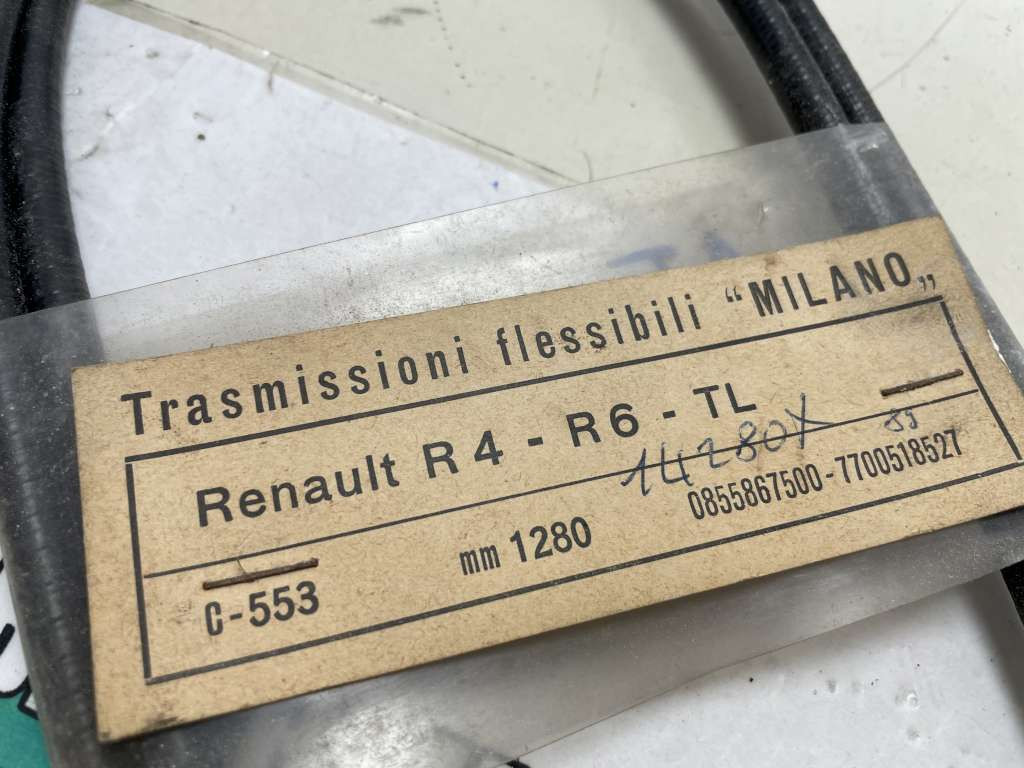 Trasmissioni flessibili “MILANO„
Renault R4 - R6 - TL
14280X
C-553 mm 1280 0855867500-7700518527